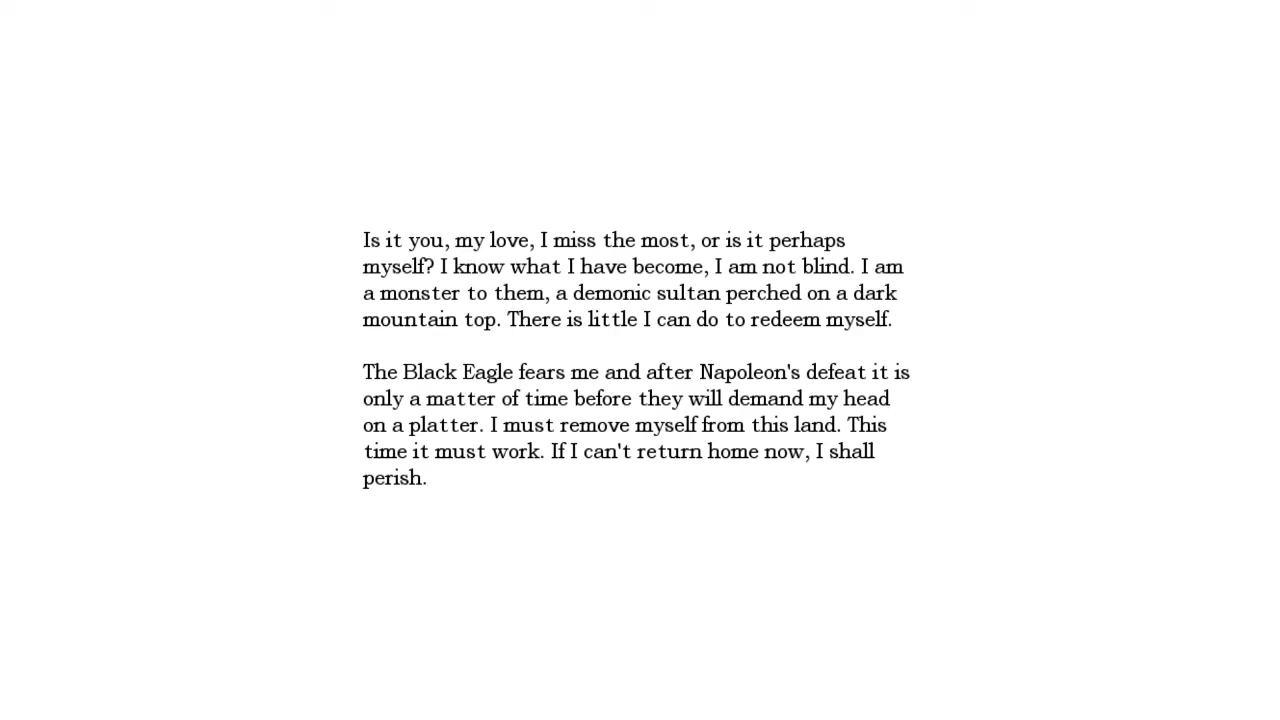 Is it you, my love, I miss the most, or is it perhaps
myself? I know what I have become, I am not blind. I am
a monster to them, a demonic sultan perched on a dark
mountain top. There is little I can do to redeem myself.
The Black Eagle fears me and after Napoleon's defeat it is
only a matter of time before they will demand my head
on a platter. I must remove myself from this land. This
time it must work. If I can't return home now, I shall
perish.